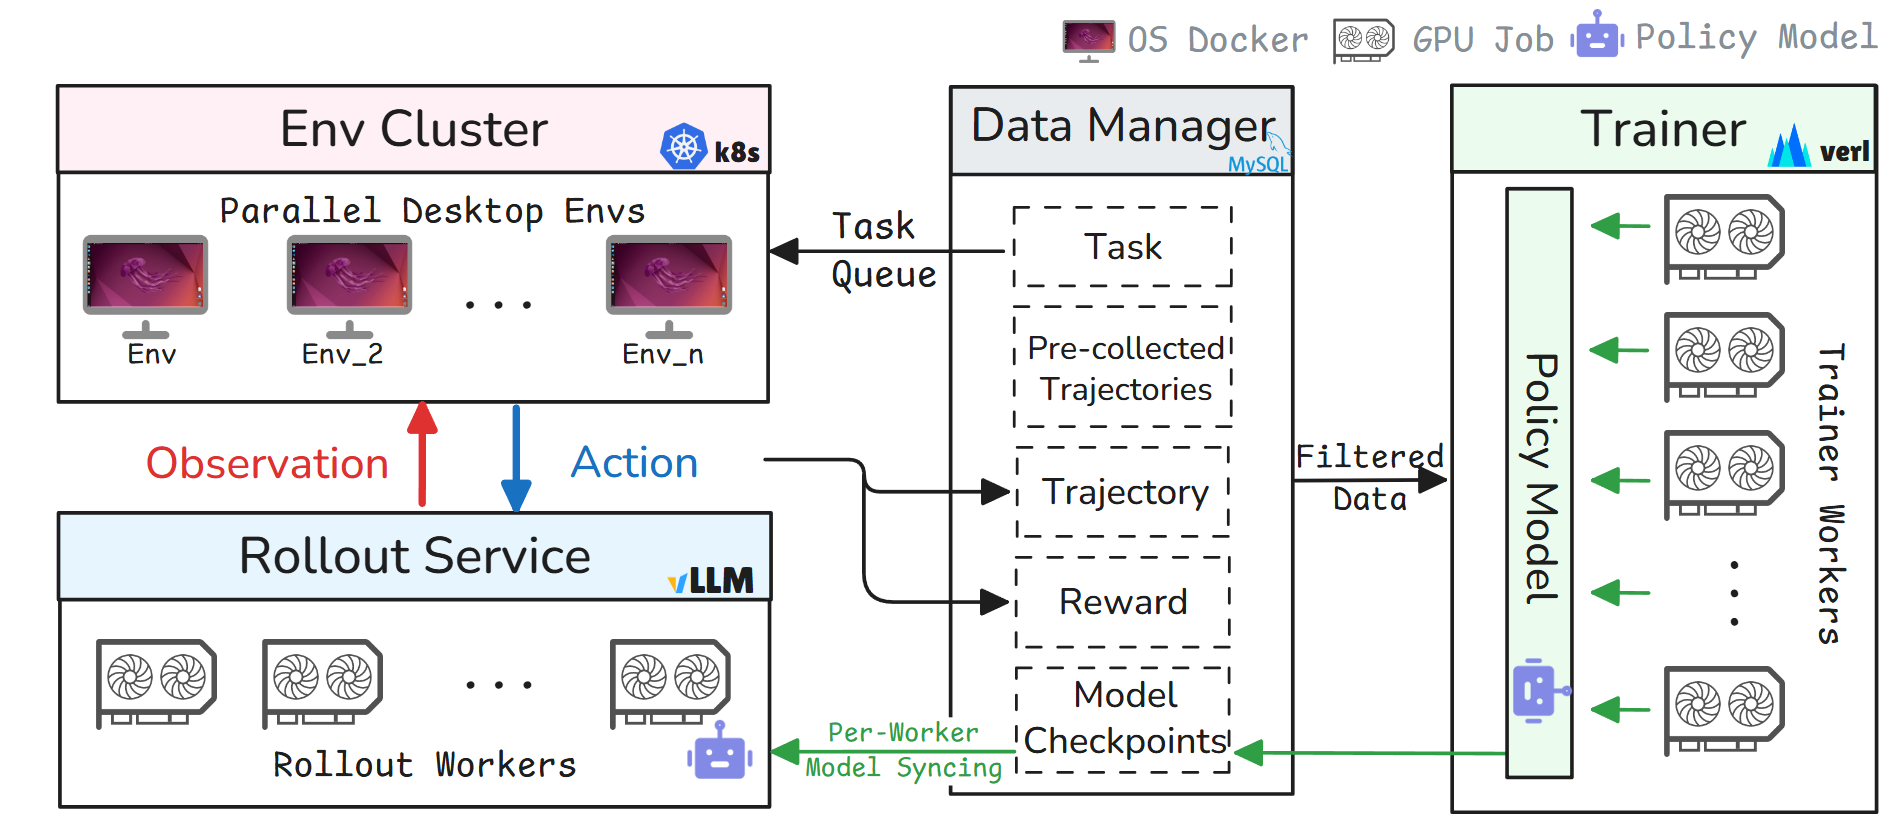 OS Docker
GPU Job
Policy Model
Env Cluster
k8s
Parallel Desktop Envs
Env
Env_2
. . .
Env_n
Observation
Action
Rollout Service
vLLM
. . .
Rollout Workers
Task
Queue
Per-Worker
Model Syncing
Data Manager
MySQL
Task
Pre-collected
Trajectories
Trajectory
Reward
Model
Checkpoints
Filtered
Data
Trainer
verl
Policy Model
Trainer Workers